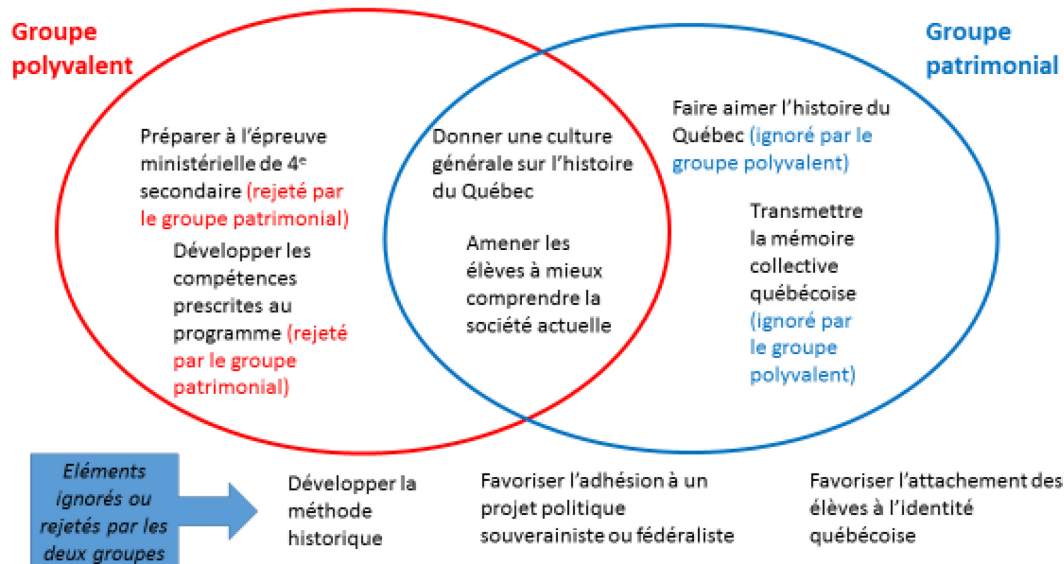 Groupe
polyvalent
Préparer à l'épreuve
ministérielle de 4e
secondaire (rejeté par
le groupe patrimonial)
Développer les
compétences
prescrites au
programme (rejeté
par le groupe
patrimonial)
Donner une culture
générale sur l'histoire
du Québec
Amener les
élèves à mieux
comprendre la
société actuelle
Groupe
patrimonial
Faire aimer l'histoire du
Québec (ignoré par le
groupe polyvalent)
Transmettre
la mémoire
collective
québécoise
(ignoré par
le groupe
polyvalent)
Eléments
ignorés ou
rejetés par les
deux groupes
Développer la
méthode
historique
Favoriser l'adhésion à un
projet politique
souverainiste ou fédéraliste
Favoriser l'attachement des
élèves à l'identité
québécoise